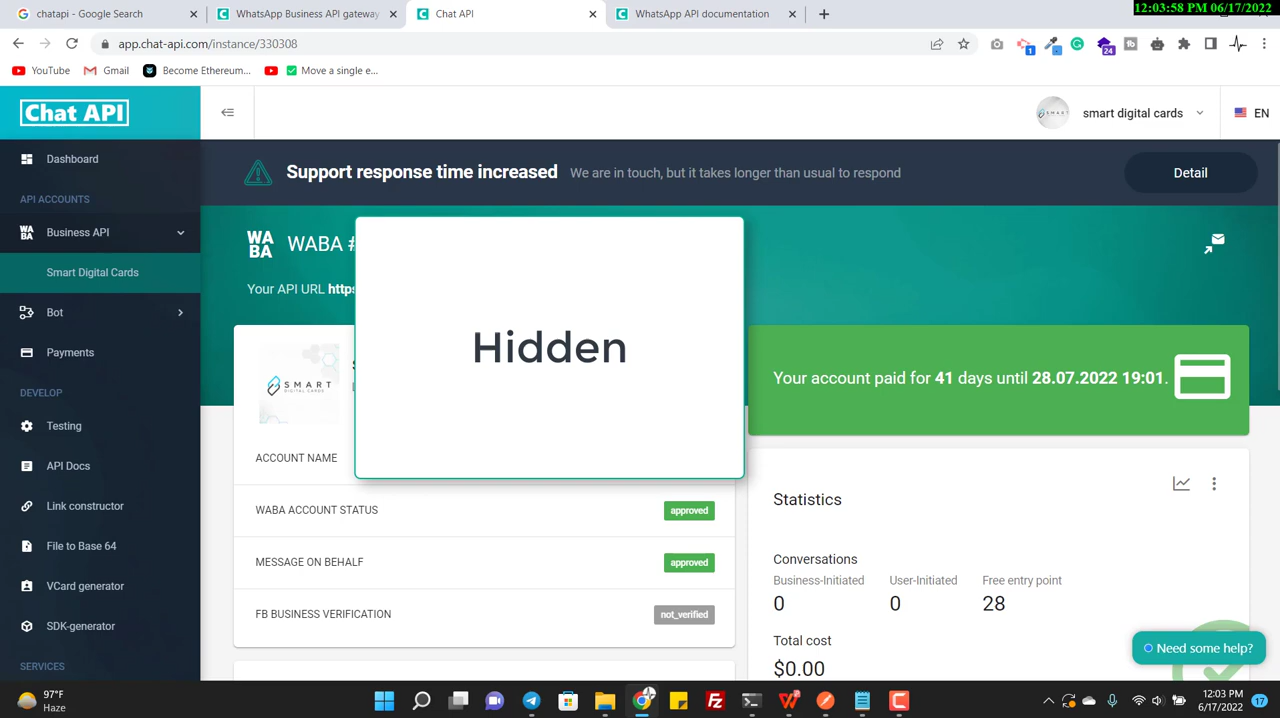 12:03:58 PM 06/17/2022
chatapi - Google Search
WhatsApp Business API gateway
Chat API
WhatsApp API documentation
app.chat-api.com/instance/330308
1
24
YouTube
Gmail
Become Ethereum...
Move a single e...
Chat API
smart digital cards
EN
Dashboard
Support response time increased We are in touch, but it takes longer than usual to respond
Detail
API ACCOUNTS
Business API
WA
BA
WABA #
Smart Digital Cards
Your API URL https
Hidden
Bot
Payments
SMART
DIGITAL CARDS
Your account paid for 41 days until 28.07.2022 19:01.
DEVELOP
Testing
ACCOUNT NAME
API Docs
Statistics
Link constructor
WABA ACCOUNT STATUS
approved
File to Base 64
MESSAGE ON BEHALF
approved
Conversations
Business-Initiated
User-Initiated
Free entry point
0
0
28
VCard generator
FB BUSINESS VERIFICATION
not_verified
SDK-generator
Total cost
$0.00
Need some help?
SERVICES
97°F
Haze
12:03 PM
6/17/2022
17